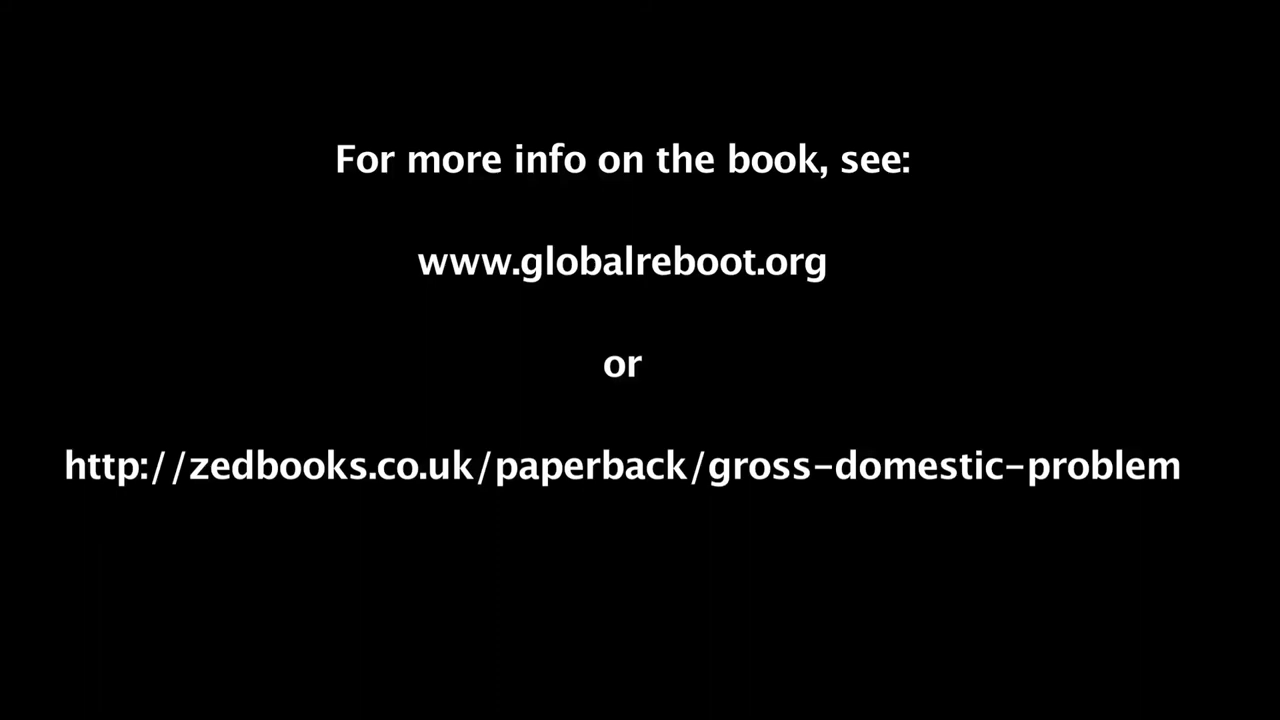 For more info on the book, see:
www.globalreboot.org
or
http://zedbooks.co.uk/paperback/gross-domestic-problem